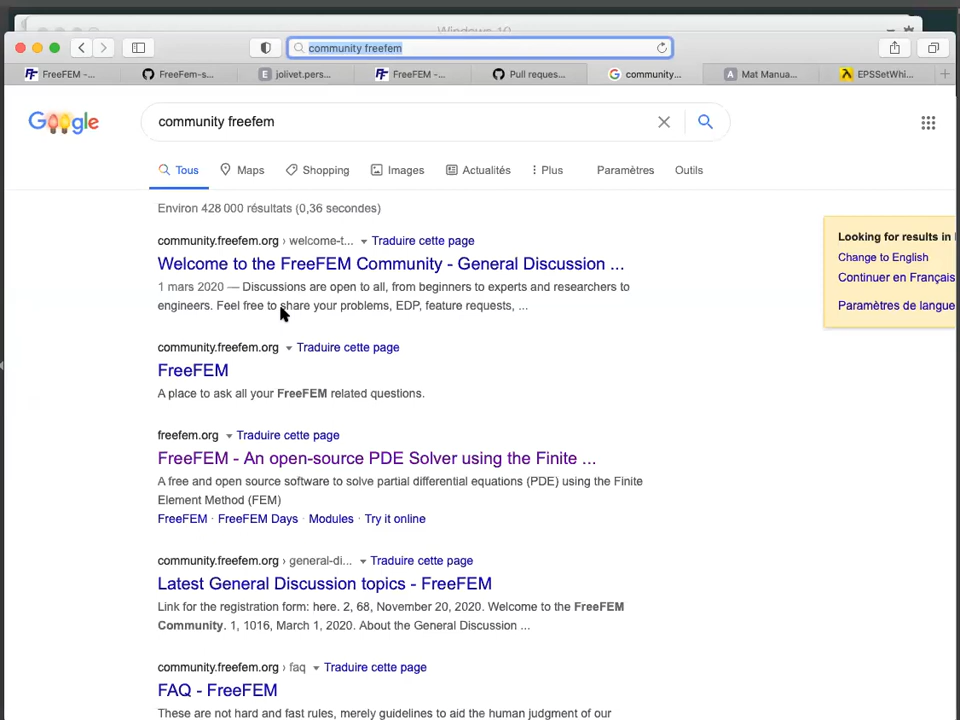 Windows 10
community freefem
FreeFEM -...
FreeFem-s...
jolivet.pers...
FreeFEM -...
Pull reques...
community...
Mat Manua...
EPSSetWhi...
Google
community freefem
Tous
Maps
Shopping
Images
Actualités
Plus
Paramètres
Outils
Environ 428 000 résultats (0,36 secondes)
community.freefem.org › welcome-t... Traduire cette page
Welcome to the FreeFEM Community - General Discussion ...
1 mars 2020 — Discussions are open to all, from beginners to experts and researchers to
engineers. Feel free to share your problems, EDP, feature requests, ...
community.freefem.org Traduire cette page
FreeFEM
A place to ask all your FreeFEM related questions.
freefem.org Traduire cette page
FreeFEM - An open-source PDE Solver using the Finite ...
A free and open source software to solve partial differential equations (PDE) using the Finite
Element Method (FEM)
FreeFEM · FreeFEM Days · Modules · Try it online
community.freefem.org › general-di... Traduire cette page
Latest General Discussion topics - FreeFEM
Link for the registration form: here. 2, 68, November 20, 2020. Welcome to the FreeFEM
Community. 1, 1016, March 1, 2020. About the General Discussion ...
community.freefem.org › faq Traduire cette page
FAQ - FreeFEM
These are not hard and fast rules, merely guidelines to aid the human judgment of our
Looking for results in
Change to English
Continuer en Français
Paramètres de langue